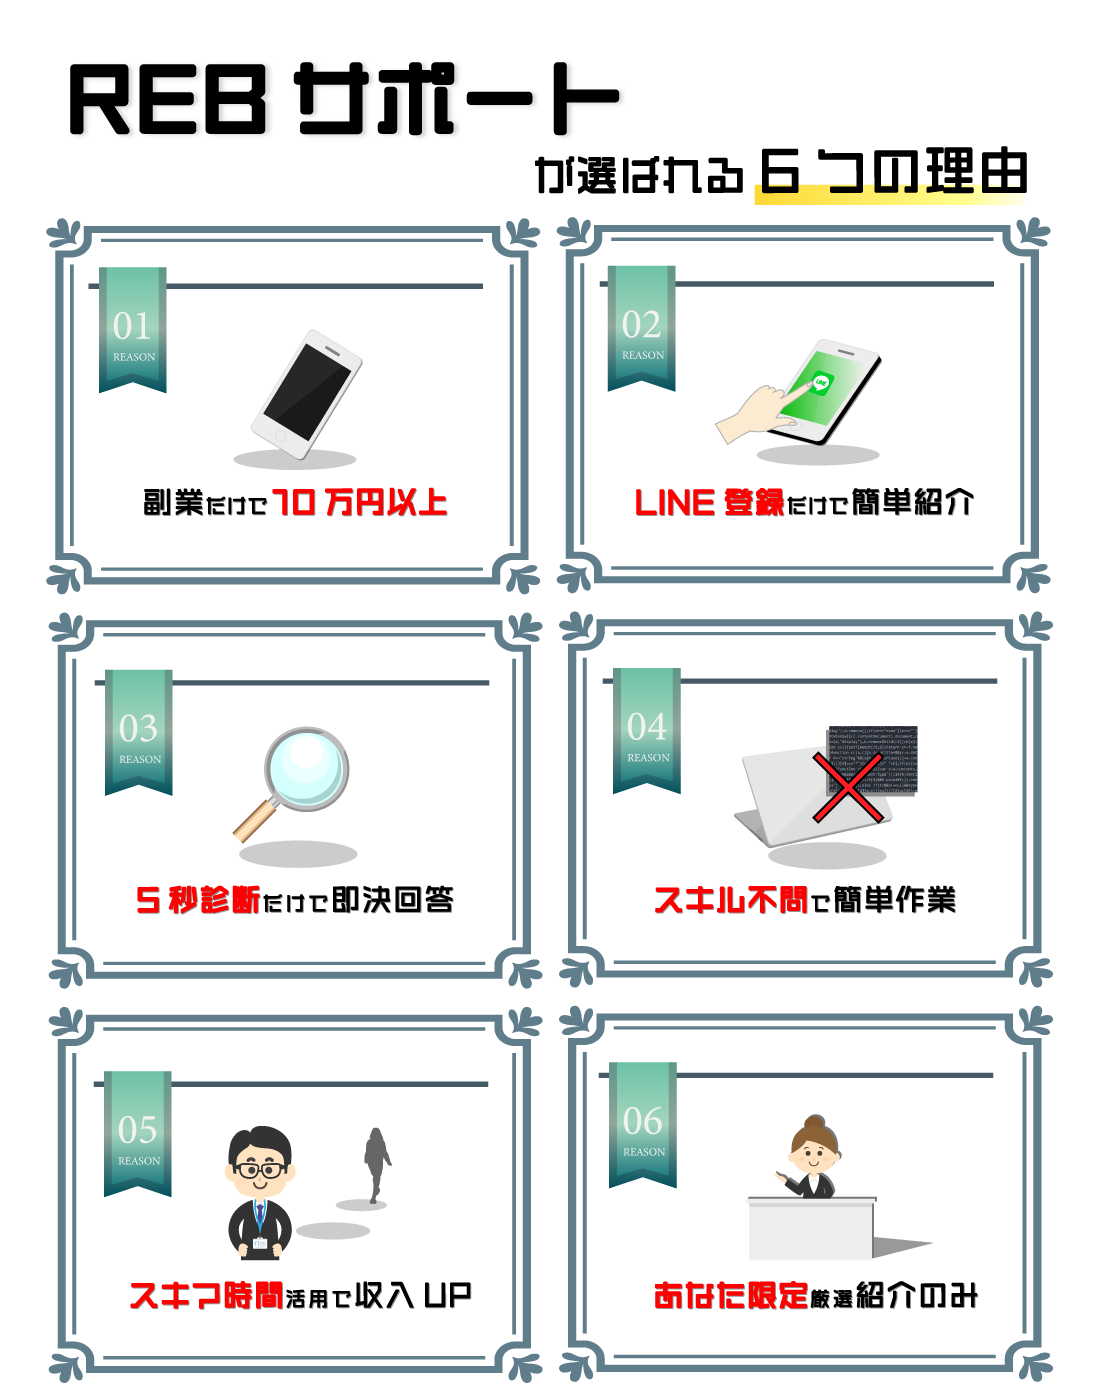 REB サポート
が選ばれる 6 つの理由
01
REASON
副業だけで 10 万円以上
02
REASON
LINE
LINE 登録だけで簡単紹介
03
REASON
5 秒診断だけで即決回答
04
REASON
スキル不問で簡単作業
05
REASON
スキマ時間活用で収入 UP
06
REASON
あなた限定厳選紹介のみ